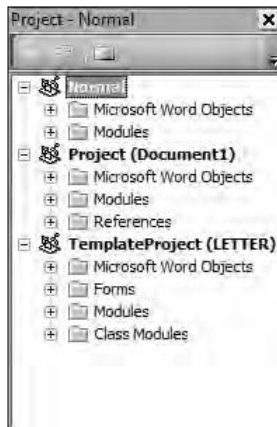 Project - Normal
Normal
Microsoft Word Objects
Modules
Project (Document1)
Microsoft Word Objects
Modules
References
TemplateProject (LETTER)
Microsoft Word Objects
Forms
Modules
Class Modules